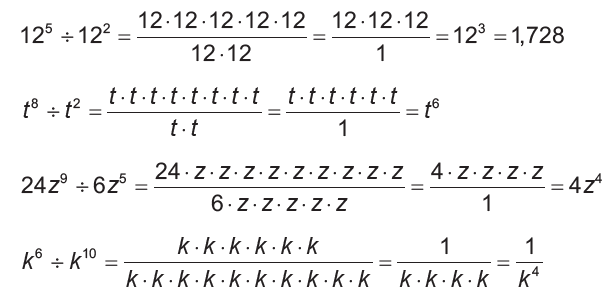 12⁵ ÷ 12² = (12·12·12·12·12)/(12·12) = (12·12·12)/1 = 12³ = 1,728
t⁸ ÷ t² = (t·t·t·t·t·t·t·t)/(t·t) = (t·t·t·t·t·t)/1 = t⁶
24z⁹ ÷ 6z⁵ = (24·z·z·z·z·z·z·z·z·z)/(6·z·z·z·z·z) = (4·z·z·z·z)/1 = 4z⁴
k⁶ ÷ k¹⁰ = (k·k·k·k·k·k)/(k·k·k·k·k·k·k·k·k·k) = 1/(k·k·k·k) = 1/k⁴